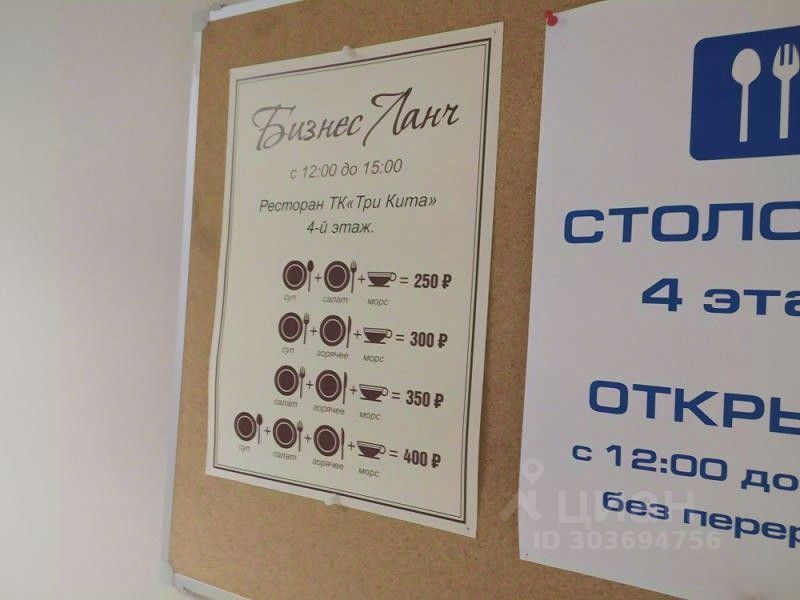 Бизнес Ланч
с 12:00 до 15:00
Ресторан ТК«Три Кита»
4-й этаж.
+ + = 250 ₽
суп салат морс
+ + = 300 ₽
суп горячее морс
+ + = 350 ₽
салат горячее морс
+ + + = 400 ₽
суп салат горячее морс
СТОЛО
4 эта
ОТКРЫ
с 12:00 до
без перер
циан
ID 303694756